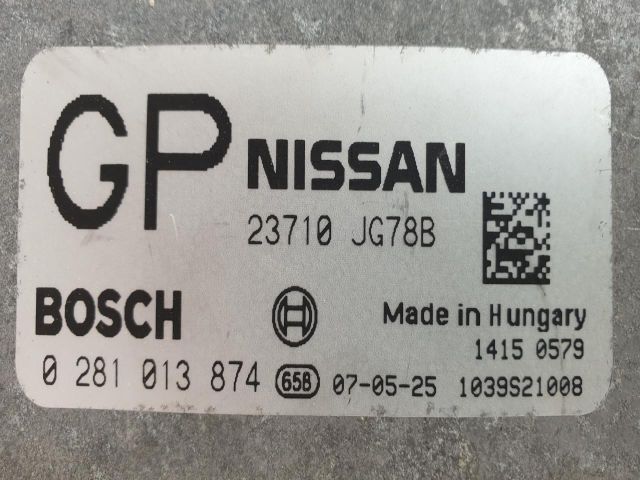 GP NISSAN
23710 JG78B
BOSCH Made in Hungary
1415 0579
0 281 013 874 658 07-05-25 1039S21008